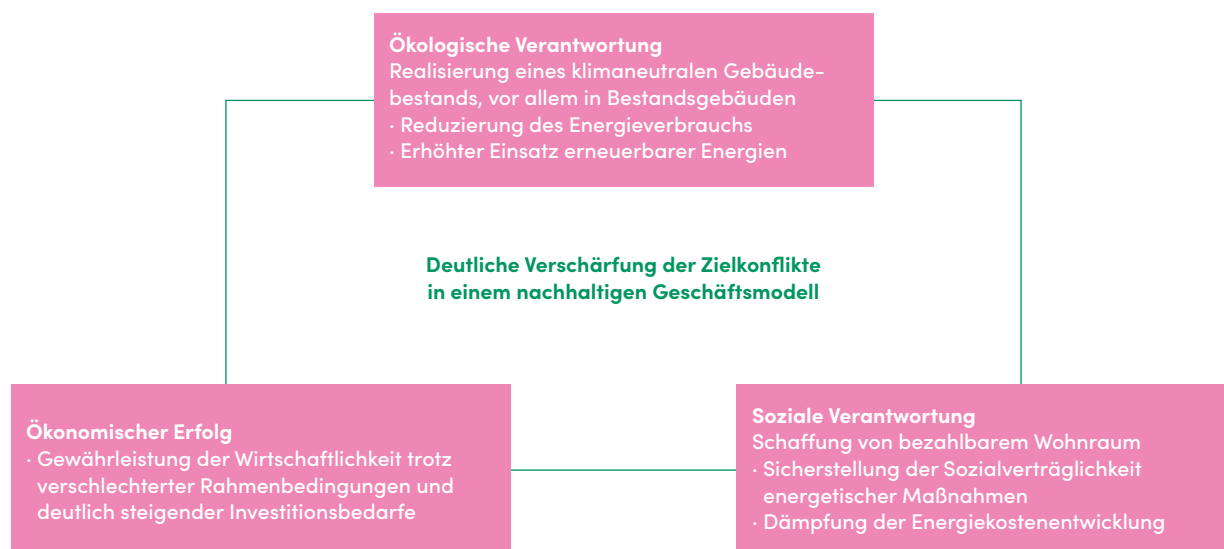 Ökologische Verantwortung
Realisierung eines klimaneutralen Gebäude-
bestands, vor allem in Bestandsgebäuden
· Reduzierung des Energieverbrauchs
· Erhöhter Einsatz erneuerbarer Energien
Deutliche Verschärfung der Zielkonflikte
in einem nachhaltigen Geschäftsmodell
Ökonomischer Erfolg
· Gewährleistung der Wirtschaftlichkeit trotz
verschlechterter Rahmenbedingungen und
deutlich steigender Investitionsbedarfe
Soziale Verantwortung
Schaffung von bezahlbarem Wohnraum
· Sicherstellung der Sozialverträglichkeit
energetischer Maßnahmen
· Dämpfung der Energiekostenentwicklung